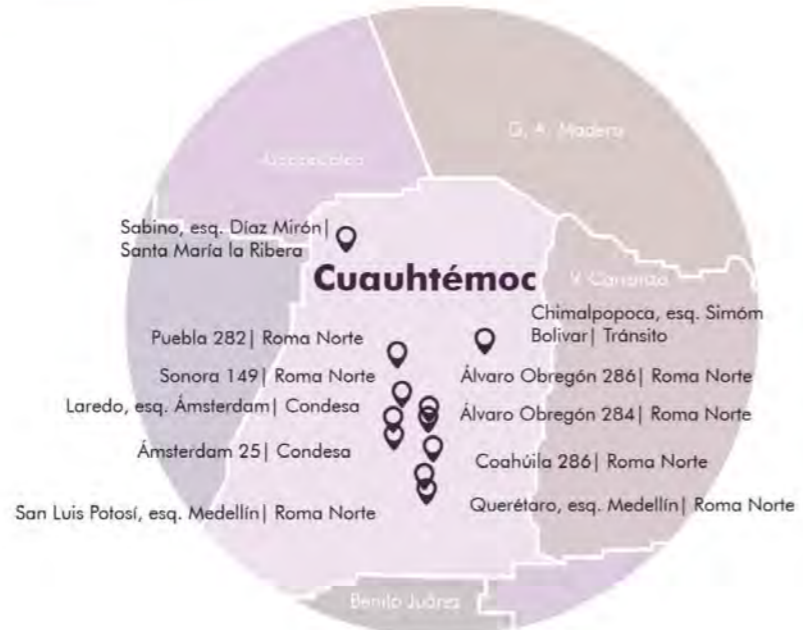 Azcapotzalco
G. A. Madero
Sabino, esq. Díaz Mirón|
Santa María la Ribera
Cuauhtémoc
V. Carranza
Chimalpopoca, esq. Simóm
Bolivar| Tránsito
Puebla 282| Roma Norte
Sonora 149| Roma Norte
Álvaro Obregón 286| Roma Norte
Laredo, esq. Ámsterdam| Condesa
Álvaro Obregón 284| Roma Norte
Ámsterdam 25| Condesa
Coahúila 286| Roma Norte
San Luis Potosí, esq. Medellín| Roma Norte
Querétaro, esq. Medellín| Roma Norte
Benito Juárez